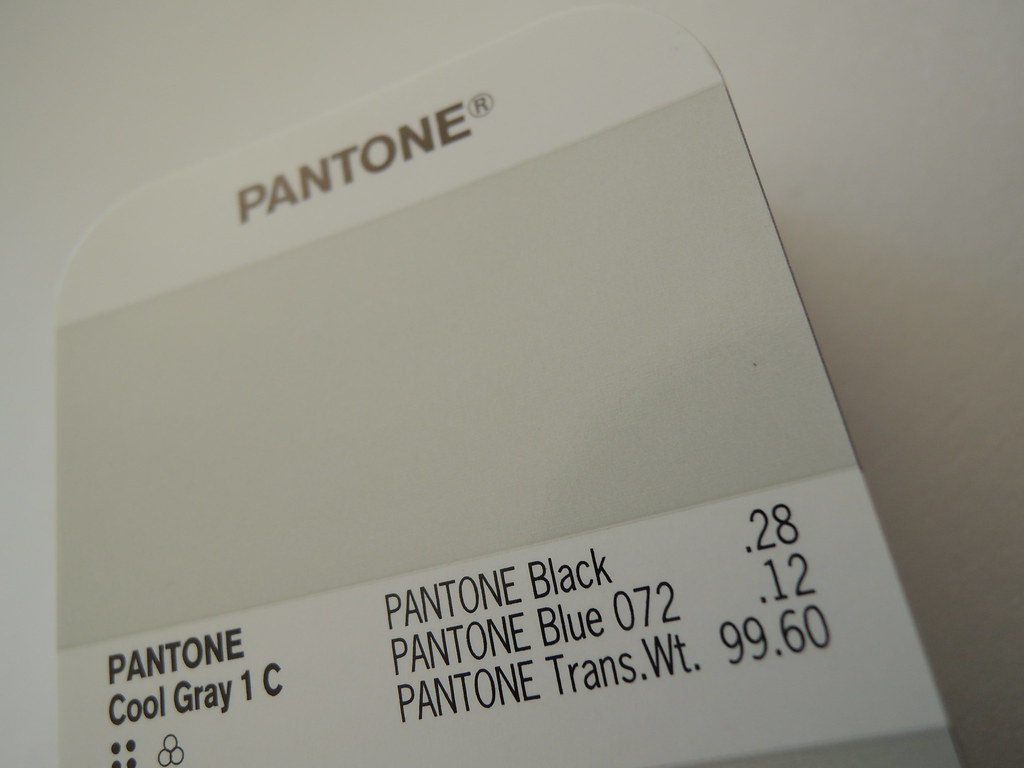 PANTONE®
PANTONE
Cool Gray 1 C
PANTONE Black .28
PANTONE Blue 072 .12
PANTONE Trans.Wt. 99.60